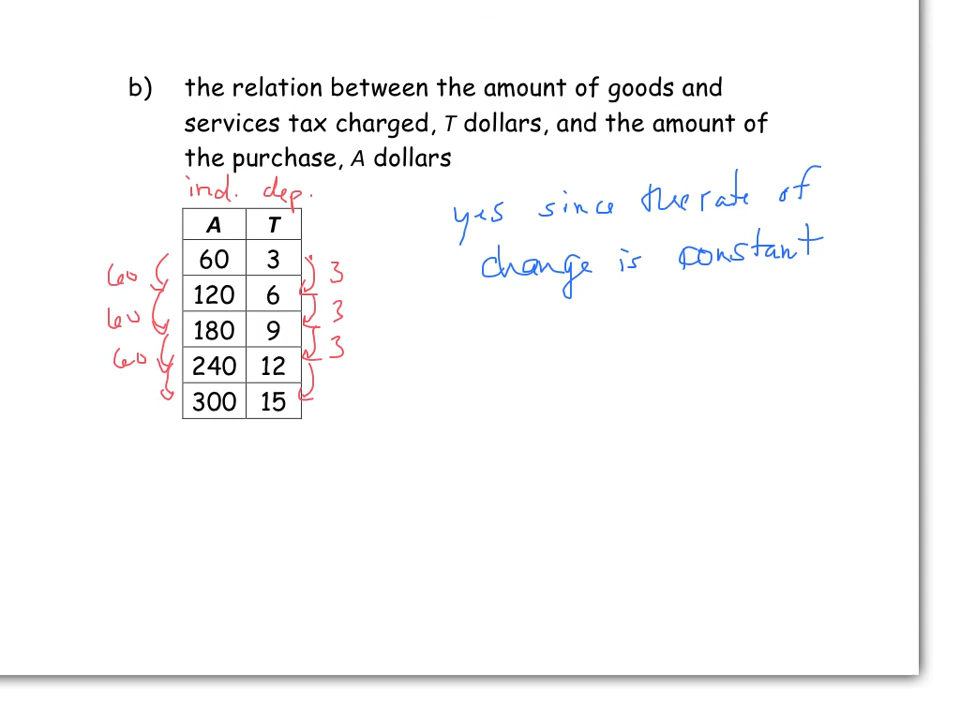 b) the relation between the amount of goods and
services tax charged, T dollars, and the amount of
the purchase, A dollars
ind. dep.
yes since the rate of
change is constant
A T
60 3
60 3
120 6
60 3
180 9
60 3
240 12
300 15